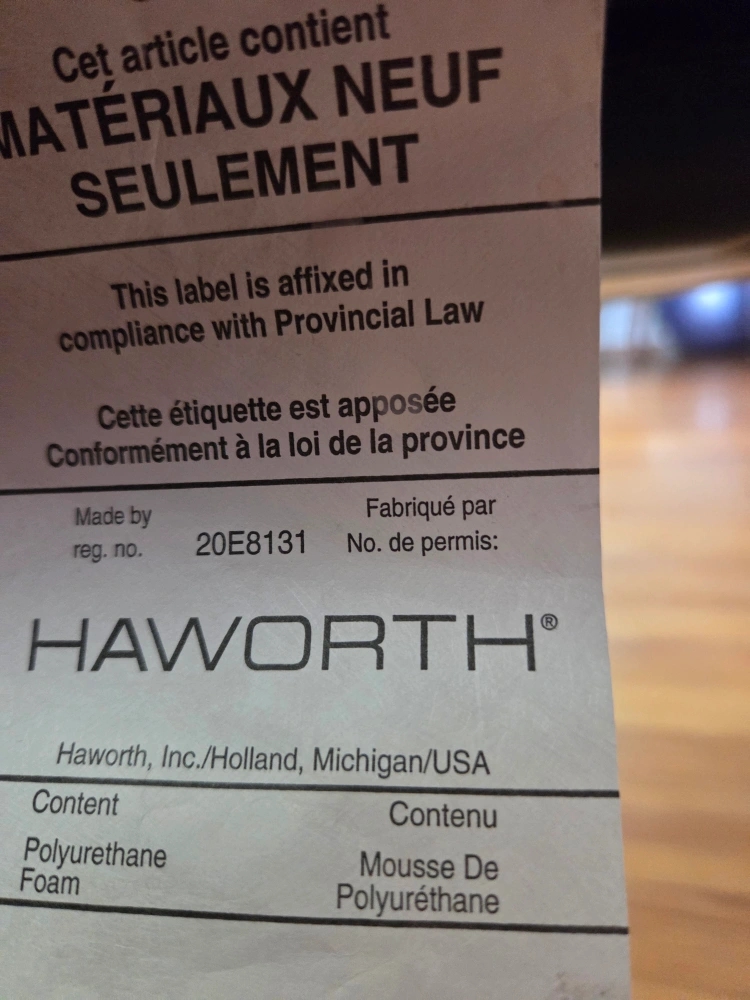 Cet article contient
MATÉRIAUX NEUF
SEULEMENT
This label is affixed in
compliance with Provincial Law
Cette étiquette est apposée
Conformément à la loi de la province
Made by
reg. no.
20E8131
Fabriqué par
No. de permis:
HAWORTH®
Haworth, Inc./Holland, Michigan/USA
Content
Contenu
Polyurethane
Foam
Mousse De
Polyuréthane